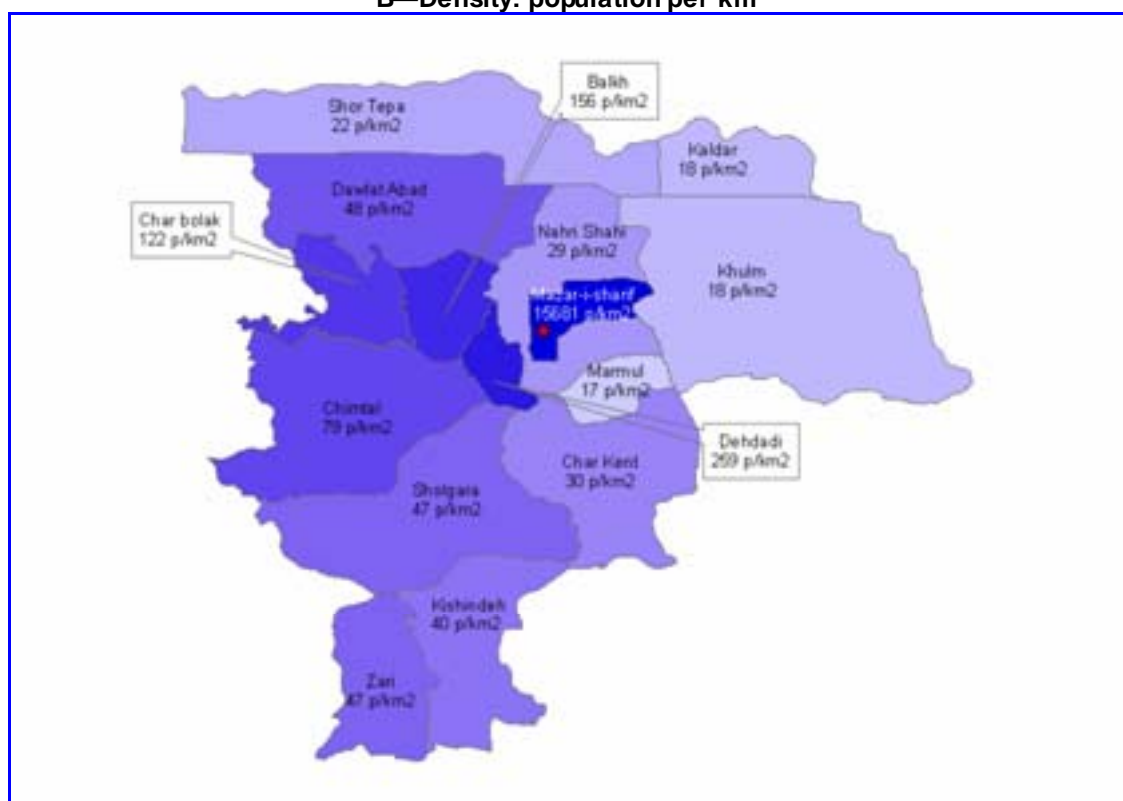 B—Density: population per km
Balkh
156 p/km2
Shor Tepa
22 p/km2
Kaldar
18 p/km2
Dawlat Abad
48 p/km2
Char bolak
122 p/km2
Nahri Shahi
29 p/km2
Khulm
18 p/km2
Mazar-i-sharif
15681 p/km2
Marmul
17 p/km2
Chimtal
79 p/km2
Dehdadi
269 p/km2
Char Kent
30 p/km2
Sholgara
47 p/km2
Kishindeh
40 p/km2
Zari
47 p/km2